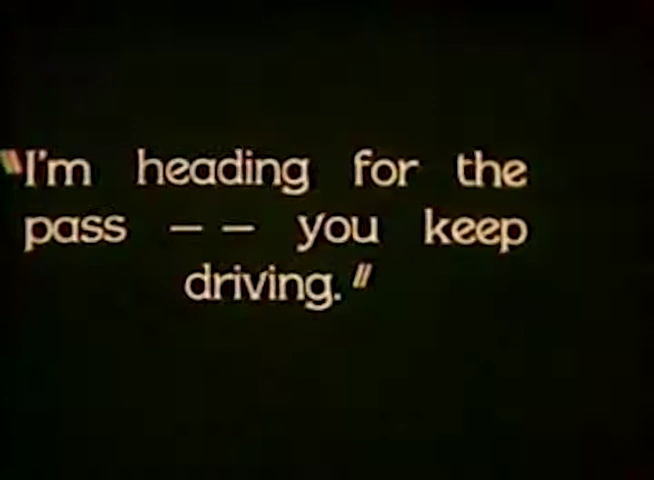 "I'm heading for the
pass — — you keep
driving."